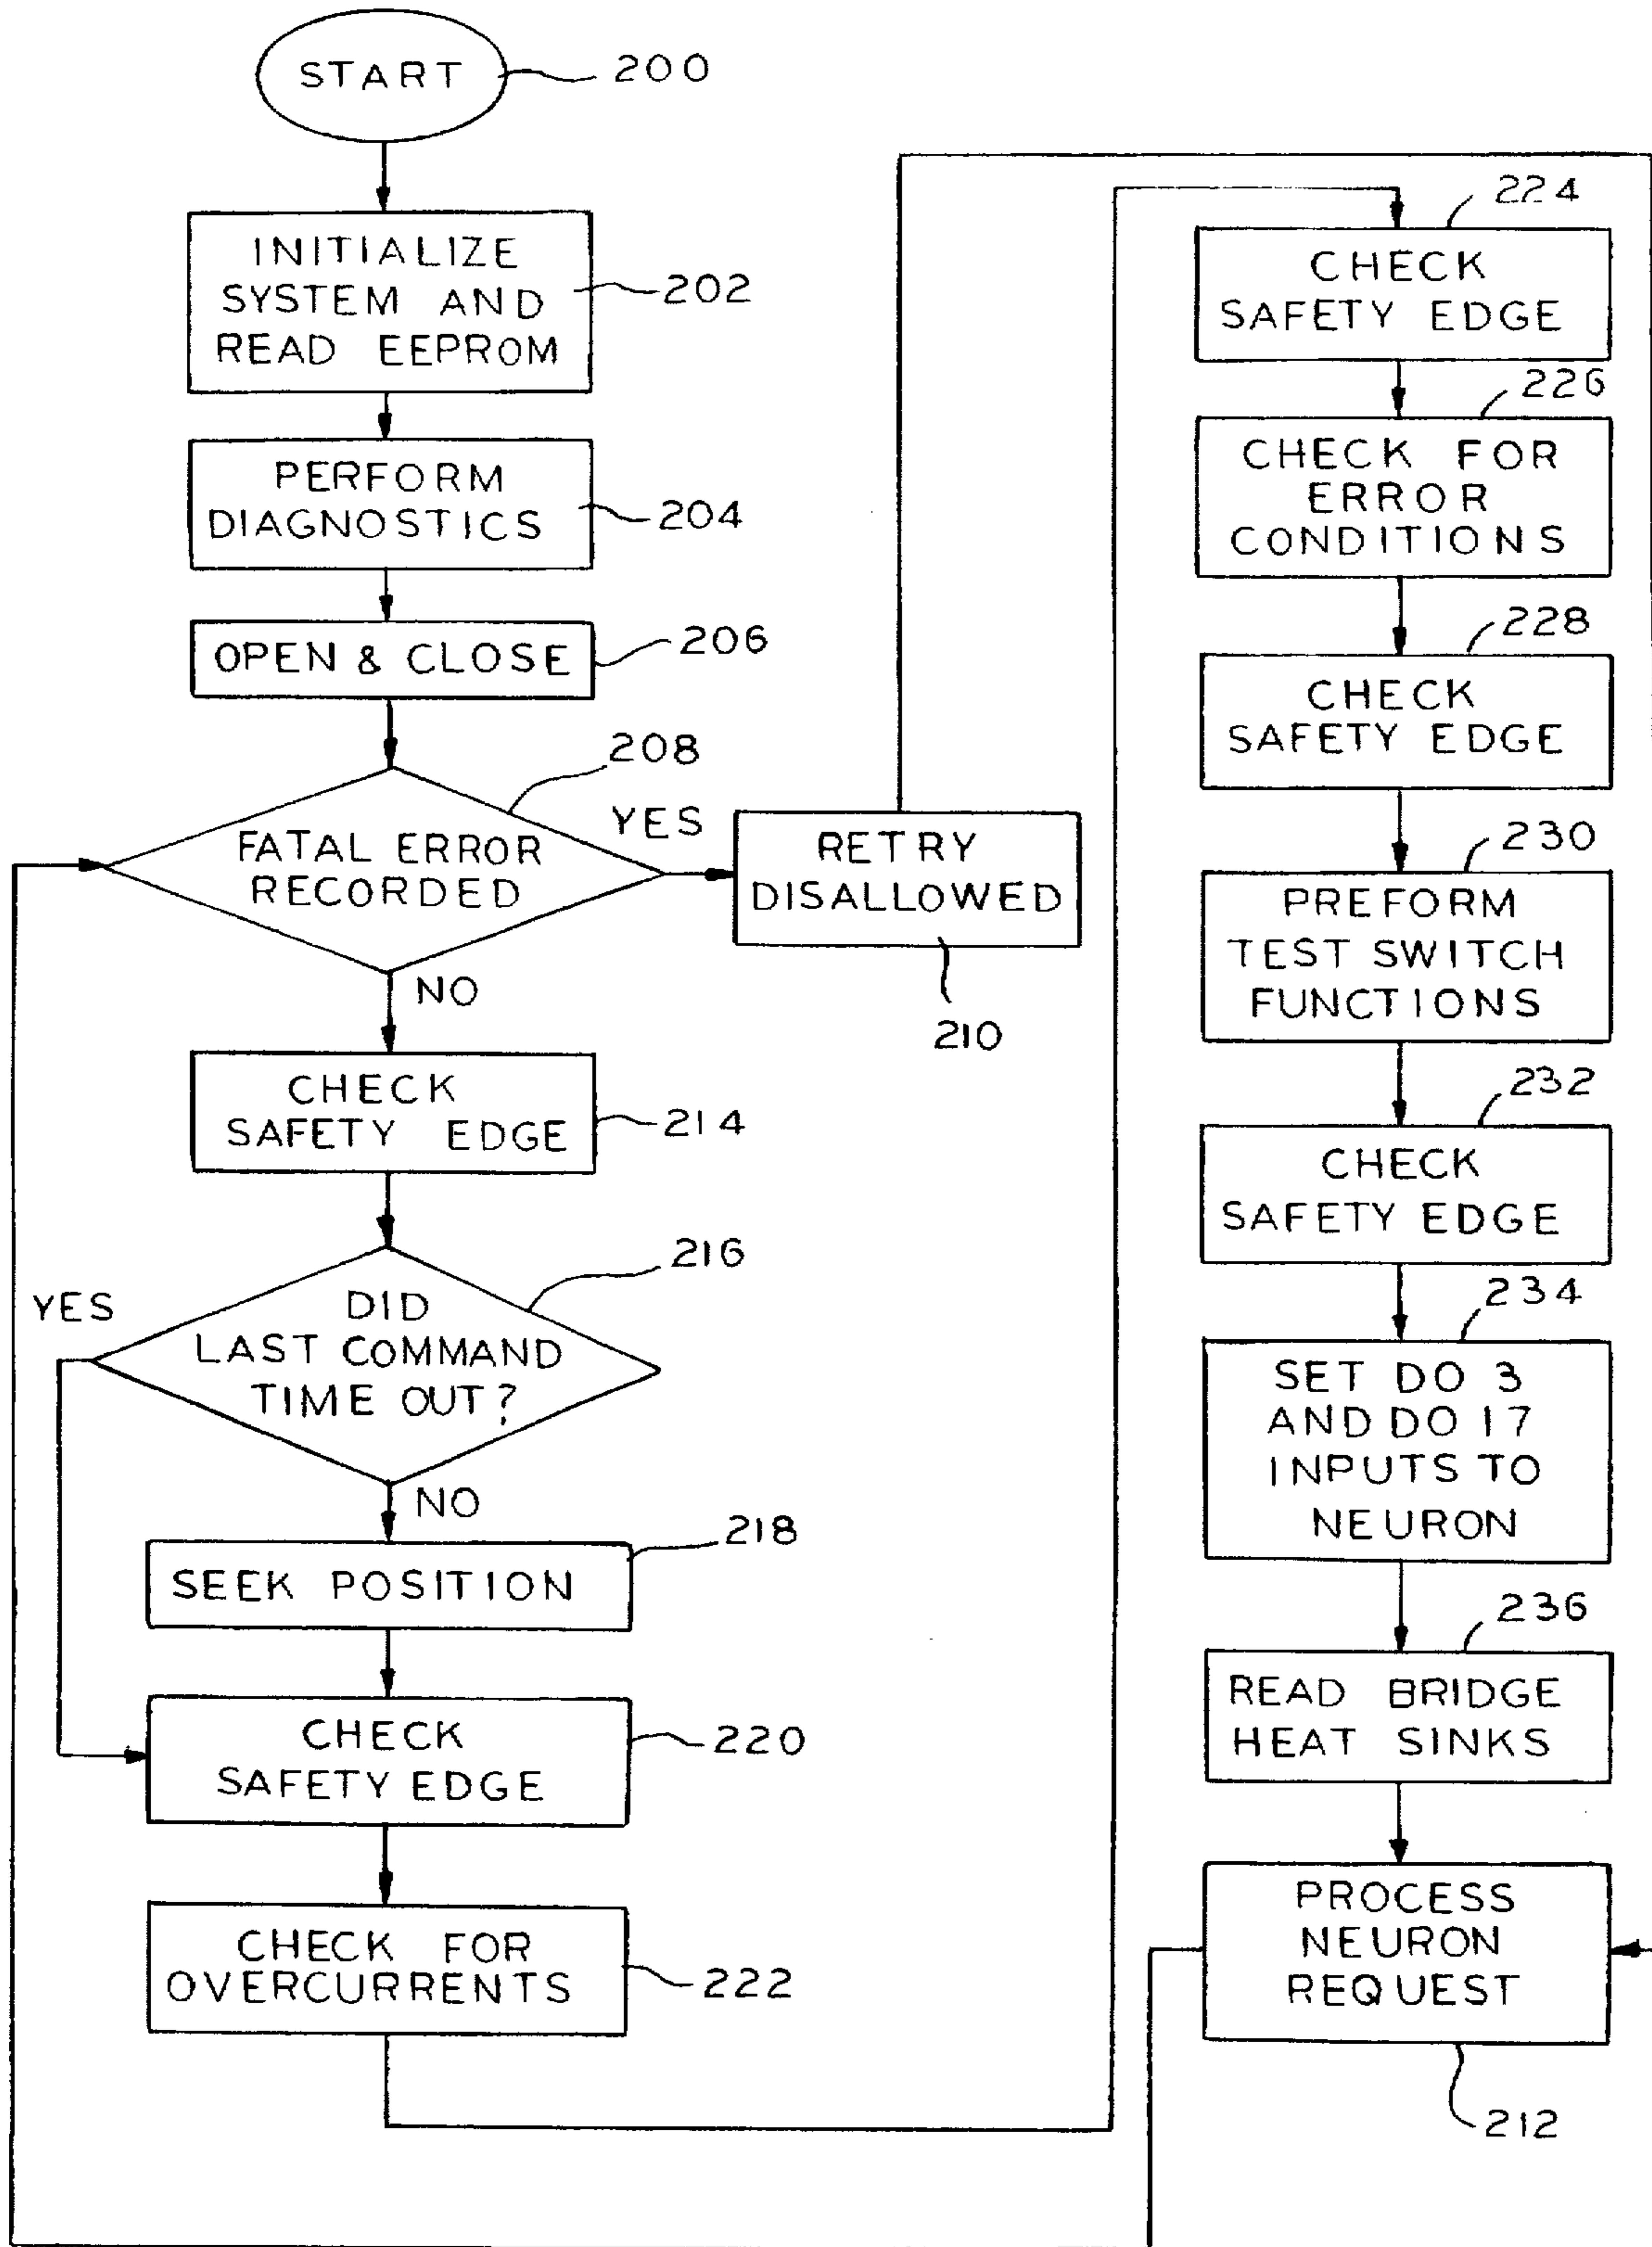 START
200
INITIALIZE
SYSTEM AND
READ EEPROM
202
PERFORM
DIAGNOSTICS
204
OPEN & CLOSE
206
208
FATAL ERROR
RECORDED
YES
RETRY
DISALLOWED
210
NO
CHECK
SAFETY EDGE
214
216
YES
DID
LAST COMMAND
TIME OUT?
NO
218
SEEK POSITION
CHECK
SAFETY EDGE
220
CHECK FOR
OVERCURRENTS
222
224
CHECK
SAFETY EDGE
226
CHECK FOR
ERROR
CONDITIONS
228
CHECK
SAFETY EDGE
230
PREFORM
TEST SWITCH
FUNCTIONS
232
CHECK
SAFETY EDGE
234
SET DO 3
AND DO 17
INPUTS TO
NEURON
236
READ BRIDGE
HEAT SINKS
PROCESS
NEURON
REQUEST
212